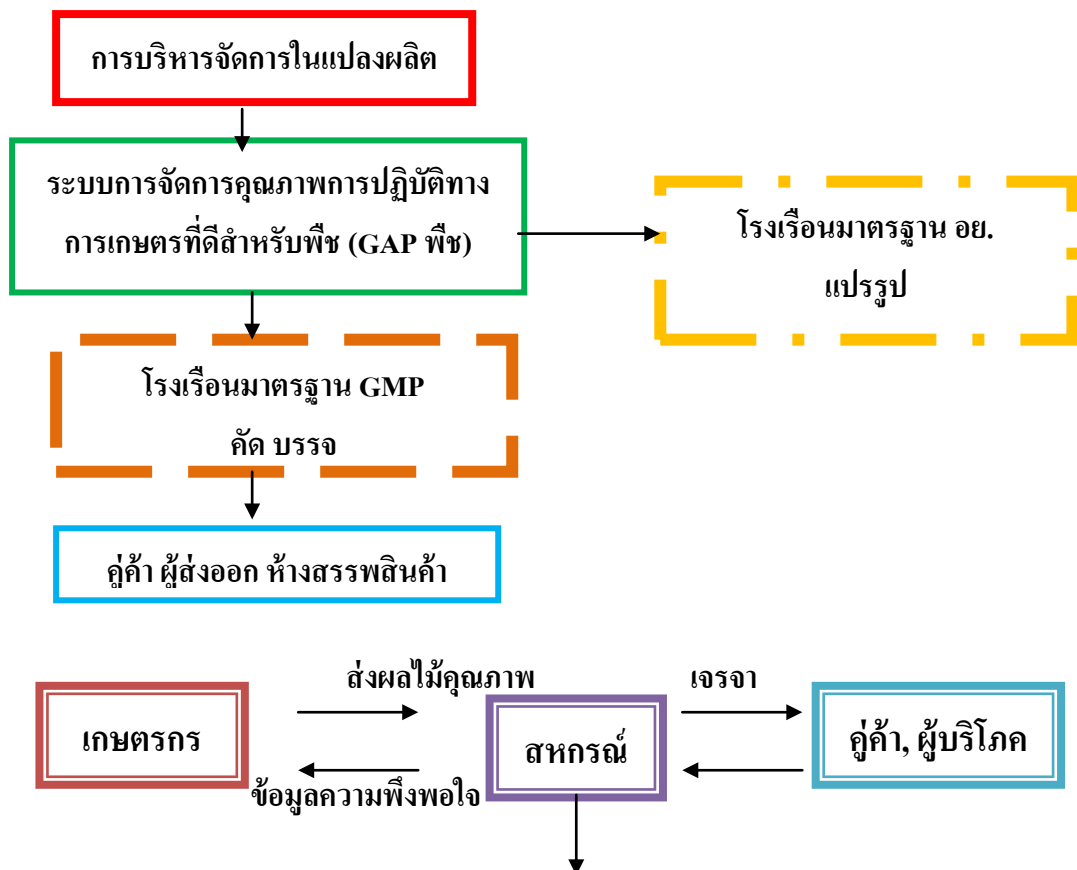 การบริหารจัดการในแปลงผลิต
ระบบการจัดการคุณภาพการปฏิบัติทาง
การเกษตรที่ดีสำหรับพืช (GAP พืช)
โรงเรือนมาตรฐาน อย.
แปรรูป
โรงเรือนมาตรฐาน GMP
คัด บรรจ
คู่ค้า ผู้ส่งออก ห้างสรรพสินค้า
ส่งผลไม้คุณภาพ
เจรจา
เกษตรกร
สหกรณ์
คู่ค้า, ผู้บริโภค
ข้อมูลความพึงพอใจ